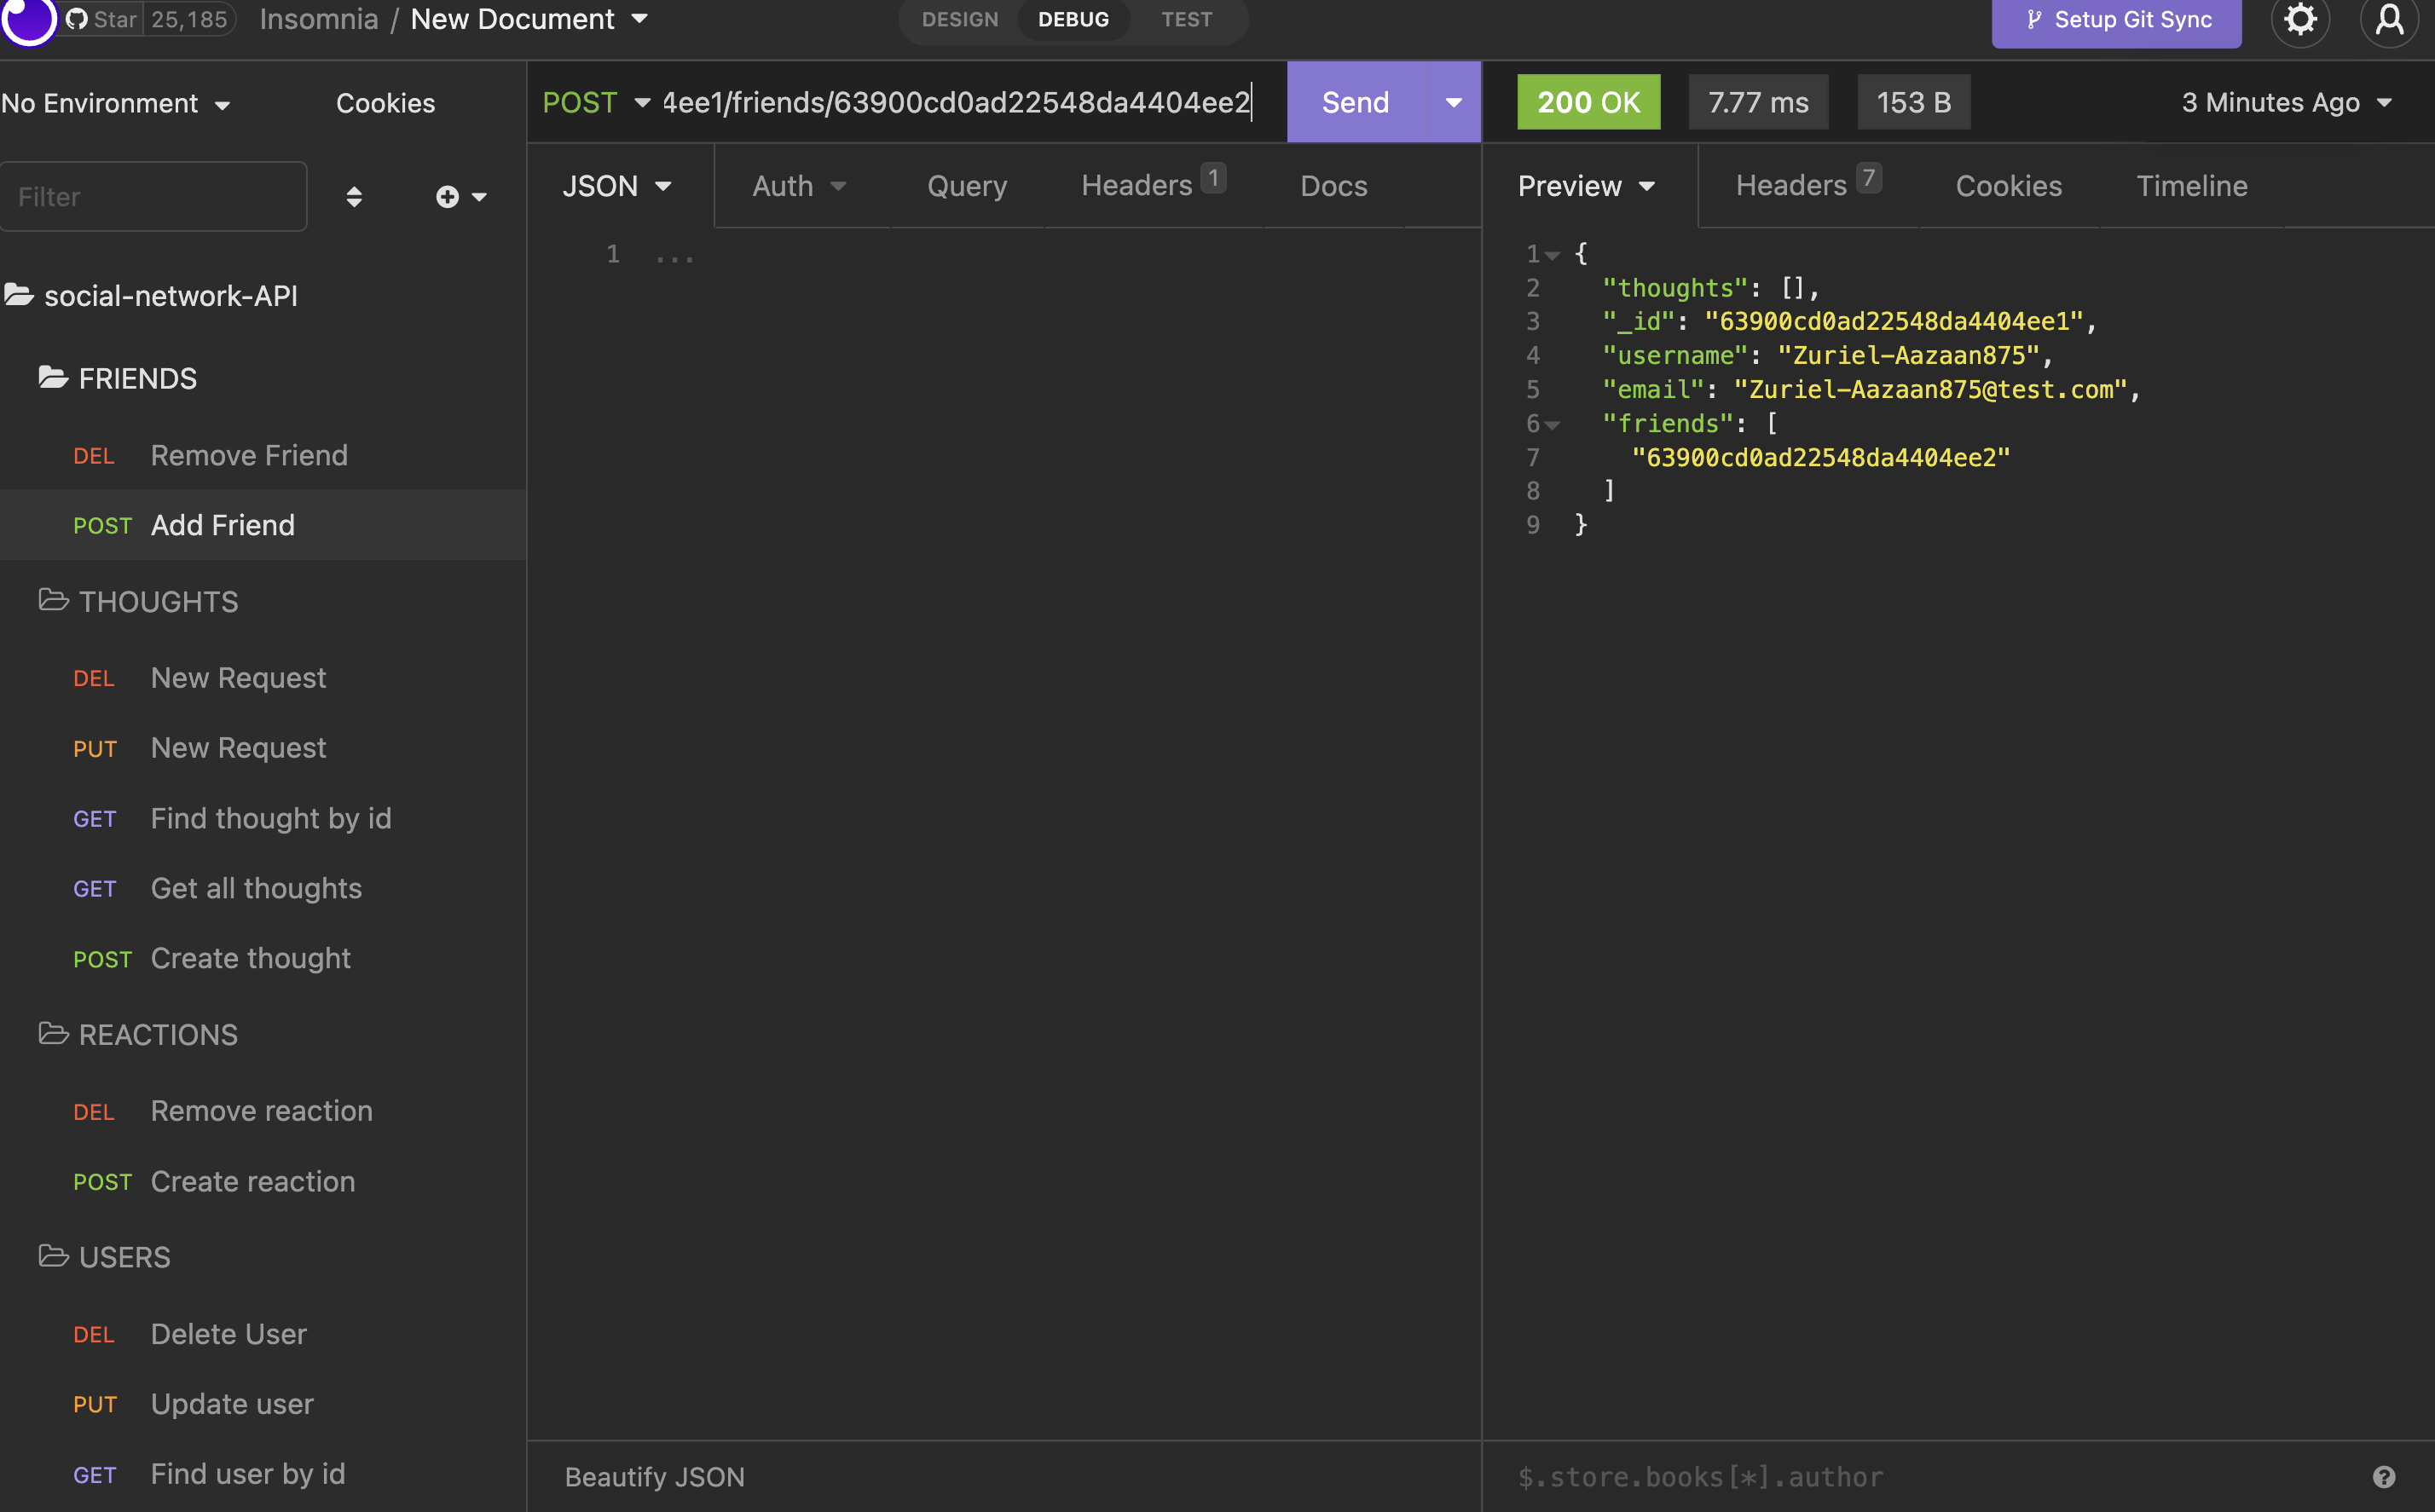 Star 25,185 Insomnia / New Document DESIGN DEBUG TEST Setup Git Sync
No Environment Cookies
Filter
social-network-API
FRIENDS
DEL Remove Friend
POST Add Friend
THOUGHTS
DEL New Request
PUT New Request
GET Find thought by id
GET Get all thoughts
POST Create thought
REACTIONS
DEL Remove reaction
POST Create reaction
USERS
DEL Delete User
PUT Update user
GET Find user by id
POST 4ee1/friends/63900cd0ad22548da4404ee2 Send
JSON Auth Query Headers 1 Docs
1 ...
Beautify JSON
200 OK 7.77 ms 153 B 3 Minutes Ago
Preview Headers 7 Cookies Timeline
1 {
2 "thoughts": [],
3 "_id": "63900cd0ad22548da4404ee1",
4 "username": "Zuriel-Aazaan875",
5 "email": "Zuriel-Aazaan875@test.com",
6 "friends": [
7 "63900cd0ad22548da4404ee2"
8 ]
9 }
$.store.books[*].author ?